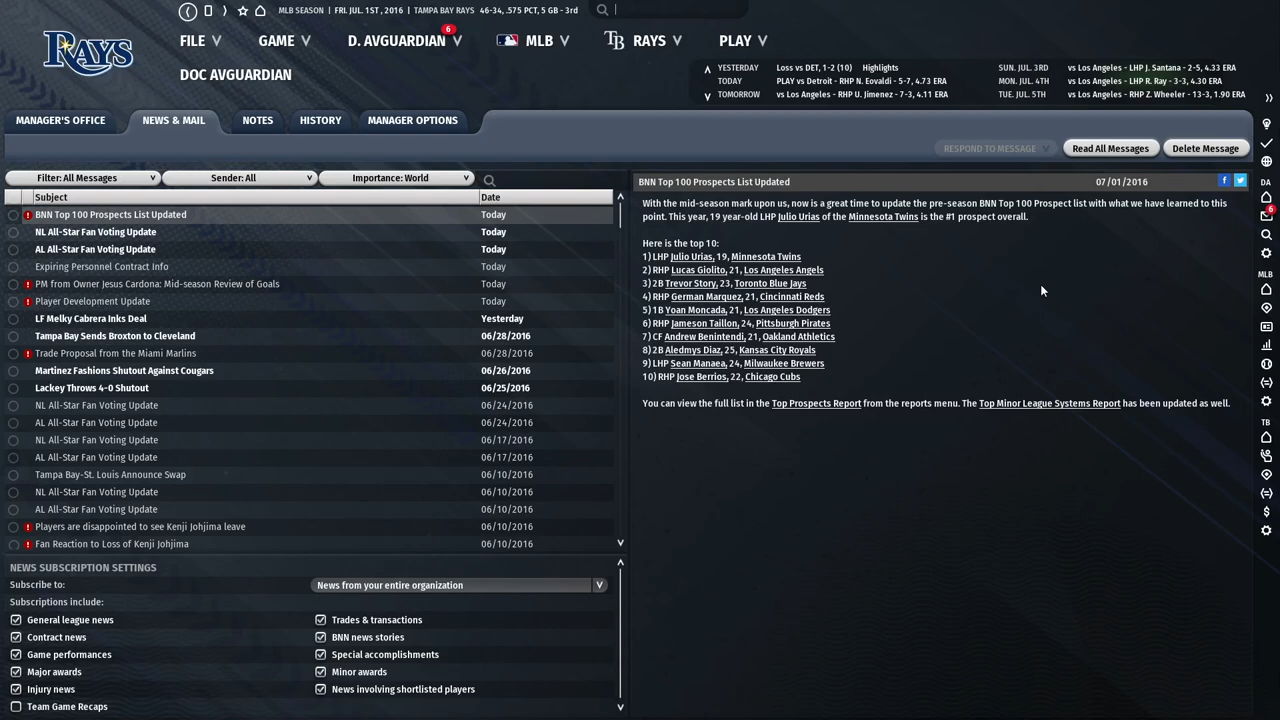 MLB SEASON | FRI. JUL. 1ST, 2016 | TAMPA BAY RAYS 46-34, .575 PCT, 5 GB - 3rd
RAYS
FILE GAME D. AVGUARDIAN 6 MLB TB RAYS PLAY
DOC AVGUARDIAN
YESTERDAY Loss vs DET, 1-2 (10) Highlights SUN. JUL. 3RD vs Los Angeles - LHP J. Santana - 2-5, 4.33 ERA
TODAY PLAY vs Detroit - RHP N. Eovaldi - 5-7, 4.73 ERA MON. JUL. 4TH vs Los Angeles - LHP R. Ray - 3-3, 4.30 ERA
TOMORROW vs Los Angeles - RHP U. Jimenez - 7-3, 4.11 ERA TUE. JUL. 5TH vs Los Angeles - RHP Z. Wheeler - 13-3, 1.90 ERA
MANAGER'S OFFICE NEWS & MAIL NOTES HISTORY MANAGER OPTIONS
RESPOND TO MESSAGE Read All Messages Delete Message
Filter: All Messages Sender: All Importance: World
Subject Date
BNN Top 100 Prospects List Updated Today
NL All-Star Fan Voting Update Today
AL All-Star Fan Voting Update Today
Expiring Personnel Contract Info Today
PM from Owner Jesus Cardona: Mid-season Review of Goals Today
Player Development Update Today
LF Melky Cabrera Inks Deal Yesterday
Tampa Bay Sends Broxton to Cleveland 06/28/2016
Trade Proposal from the Miami Marlins 06/28/2016
Martinez Fashions Shutout Against Cougars 06/26/2016
Lackey Throws 4-0 Shutout 06/25/2016
NL All-Star Fan Voting Update 06/24/2016
AL All-Star Fan Voting Update 06/24/2016
NL All-Star Fan Voting Update 06/17/2016
AL All-Star Fan Voting Update 06/17/2016
Tampa Bay-St. Louis Announce Swap 06/10/2016
NL All-Star Fan Voting Update 06/10/2016
AL All-Star Fan Voting Update 06/10/2016
Players are disappointed to see Kenji Johjima leave 06/10/2016
Fan Reaction to Loss of Kenji Johjima 06/10/2016
NEWS SUBSCRIPTION SETTINGS
Subscribe to: News from your entire organization
Subscriptions include:
General league news Trades & transactions
Contract news BNN news stories
Game performances Special accomplishments
Major awards Minor awards
Injury news News involving shortlisted players
Team Game Recaps
BNN Top 100 Prospects List Updated 07/01/2016
With the mid-season mark upon us, now is a great time to update the pre-season BNN Top 100 Prospect list with what we have learned to this
point. This year, 19 year-old LHP Julio Urias of the Minnesota Twins is the #1 prospect overall.
Here is the top 10:
1) LHP Julio Urias, 19, Minnesota Twins
2) RHP Lucas Giolito, 21, Los Angeles Angels
3) 2B Trevor Story, 23, Toronto Blue Jays
4) RHP German Marquez, 21, Cincinnati Reds
5) 1B Yoan Moncada, 21, Los Angeles Dodgers
6) RHP Jameson Taillon, 24, Pittsburgh Pirates
7) CF Andrew Benintendi, 21, Oakland Athletics
8) 2B Aledmys Diaz, 25, Kansas City Royals
9) LHP Sean Manaea, 24, Milwaukee Brewers
10) RHP Jose Berrios, 22, Chicago Cubs
You can view the full list in the Top Prospects Report from the reports menu. The Top Minor League Systems Report has been updated as well.
DA
6
MLB
TB